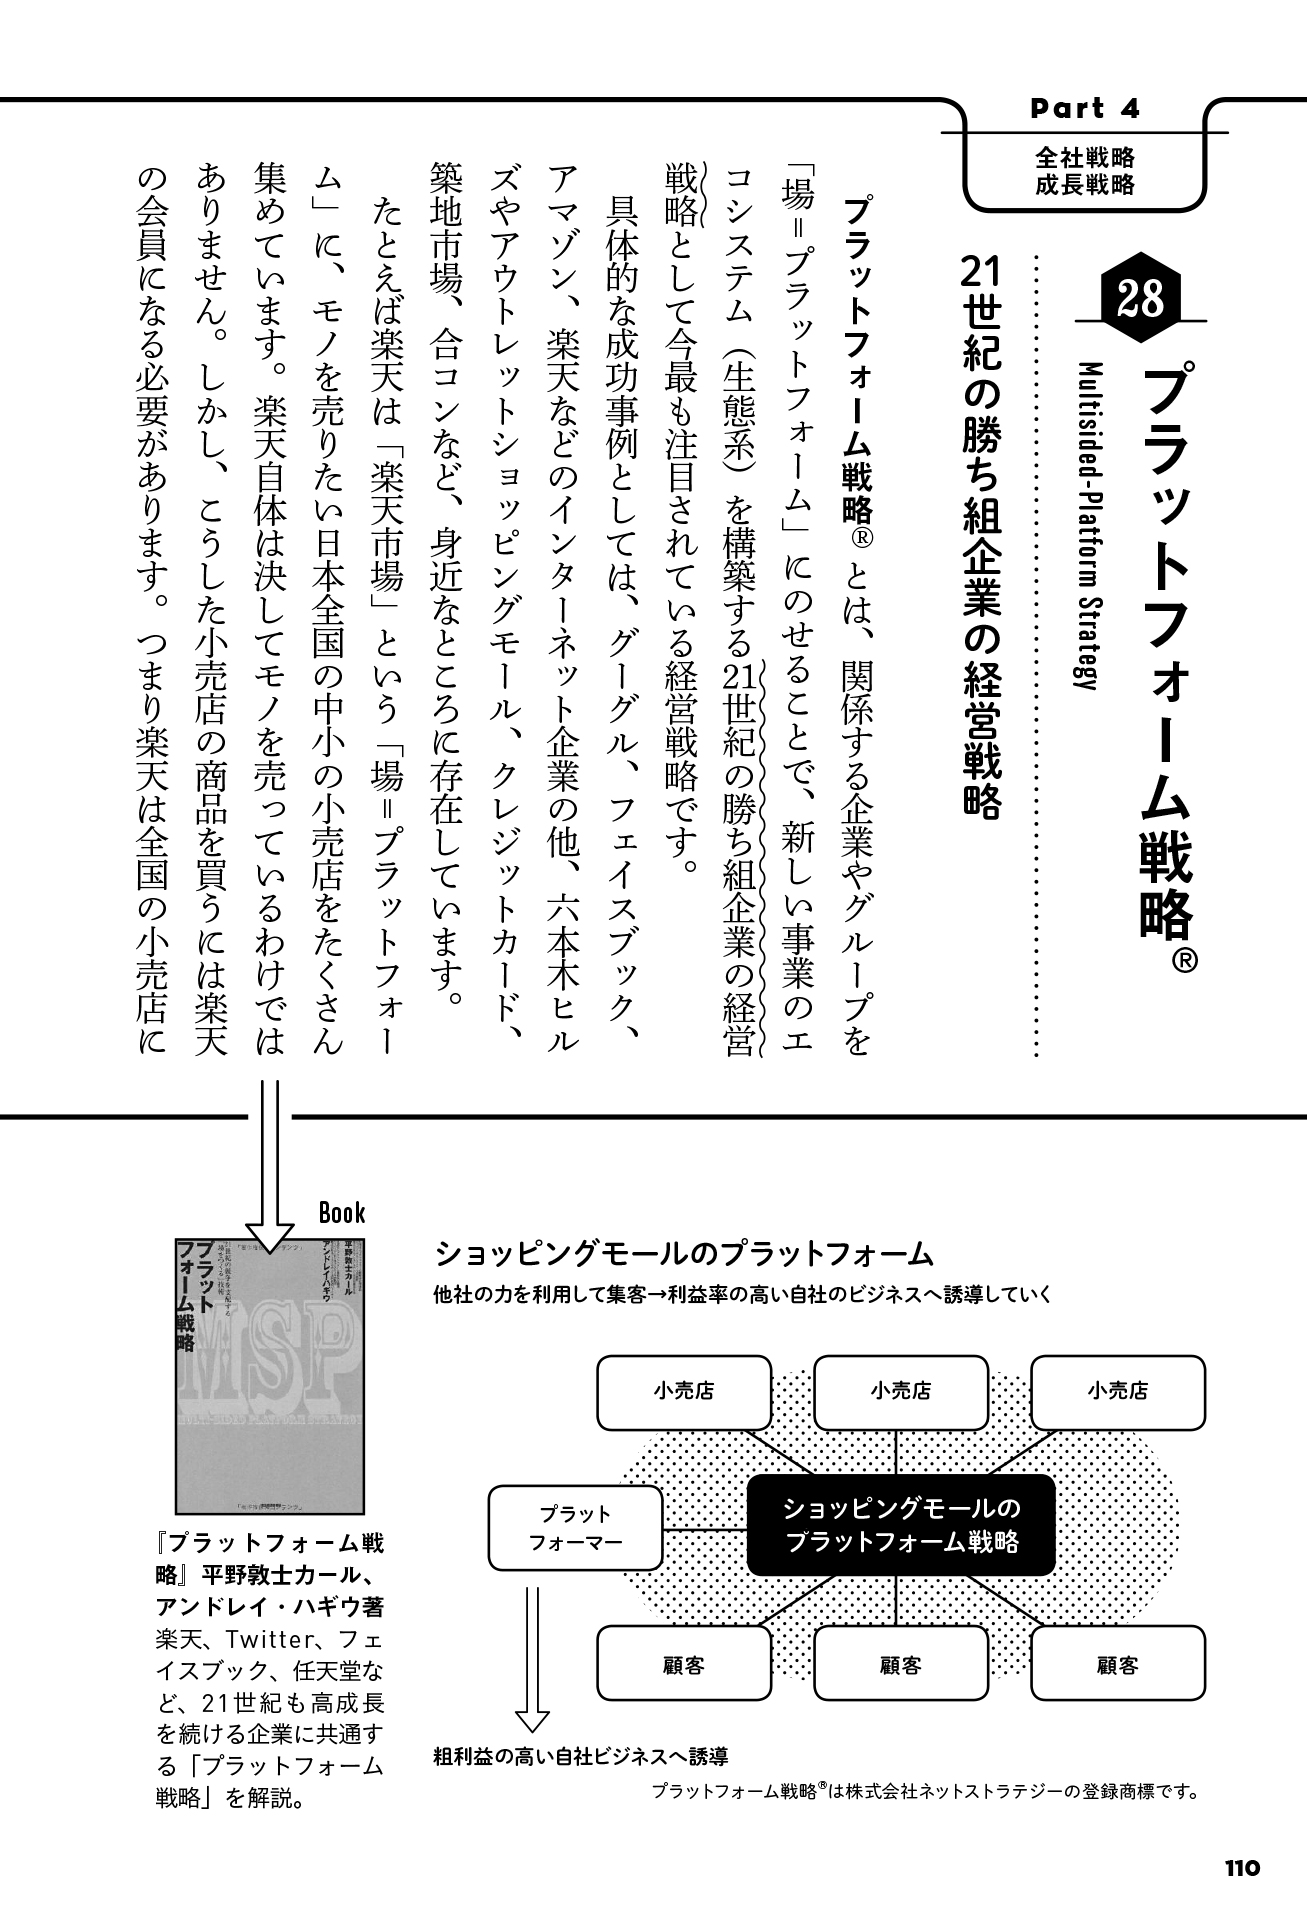 Part 4
全社戦略
成長戦略
28
プラットフォーム戦略®
Multisided-Platform Strategy
21世紀の勝ち組企業の経営戦略
プラットフォーム戦略®とは、関係する企業やグループを
「場＝プラットフォーム」にのせることで、新しい事業のエ
コシステム（生態系）を構築する21世紀の勝ち組企業の経営
戦略として今最も注目されている経営戦略です。
具体的な成功事例としては、グーグル、フェイスブック、
アマゾン、楽天などのインターネット企業の他、六本木ヒル
ズやアウトレットショッピングモール、クレジットカード、
築地市場、合コンなど、身近なところに存在しています。
たとえば楽天は「楽天市場」という「場＝プラットフォー
ム」に、モノを売りたい日本全国の中小の小売店をたくさん
集めています。楽天自体は決してモノを売っているわけでは
ありません。しかし、こうした小売店の商品を買うには楽天
の会員になる必要があります。つまり楽天は全国の小売店に
Book
プラット
フォーム戦略
21世紀の競争を支配する
「場をつくる」技術
平野敦士カール
アンドレイ・ハギウ
MSP
MULTI-SIDED PLATFORM STRATEGY
『プラットフォーム戦
略』平野敦士カール、
アンドレイ・ハギウ著
楽天、Twitter、フェ
イスブック、任天堂な
ど、21世紀も高成長
を続ける企業に共通す
る「プラットフォーム
戦略」を解説。
ショッピングモールのプラットフォーム
他社の力を利用して集客→利益率の高い自社のビジネスへ誘導していく
小売店
小売店
小売店
プラット
フォーマー
ショッピングモールの
プラットフォーム戦略
顧客
顧客
顧客
粗利益の高い自社ビジネスへ誘導
プラットフォーム戦略®は株式会社ネットストラテジーの登録商標です。
110